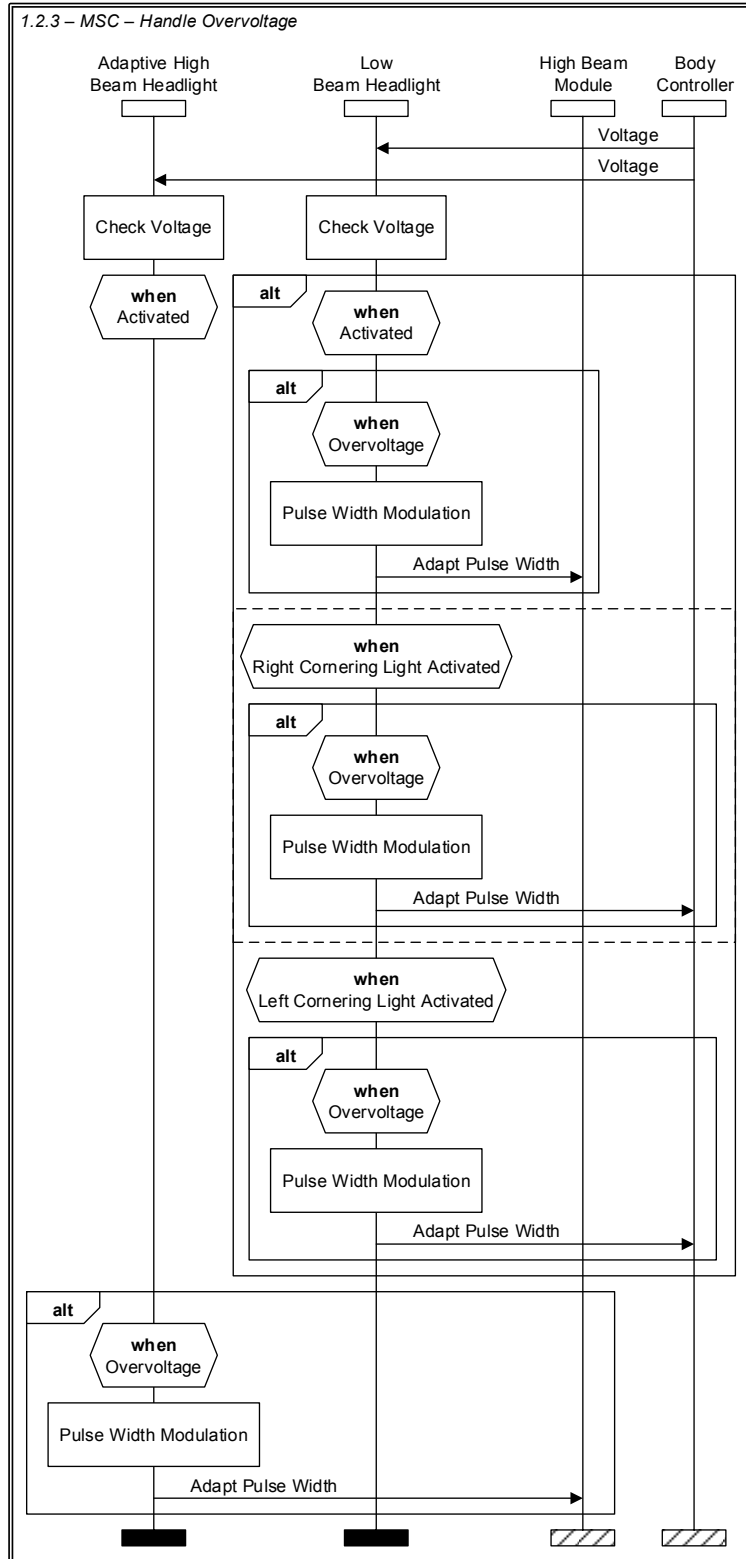 1.2.3 – MSC – Handle Overvoltage
Adaptive High
Beam Headlight
Low
Beam Headlight
High Beam
Module
Body
Controller
Voltage
Voltage
Check Voltage
Check Voltage
when
Activated
alt
when
Activated
alt
when
Overvoltage
Pulse Width Modulation
Adapt Pulse Width
when
Right Cornering Light Activated
alt
when
Overvoltage
Pulse Width Modulation
Adapt Pulse Width
when
Left Cornering Light Activated
alt
when
Overvoltage
Pulse Width Modulation
Adapt Pulse Width
alt
when
Overvoltage
Pulse Width Modulation
Adapt Pulse Width